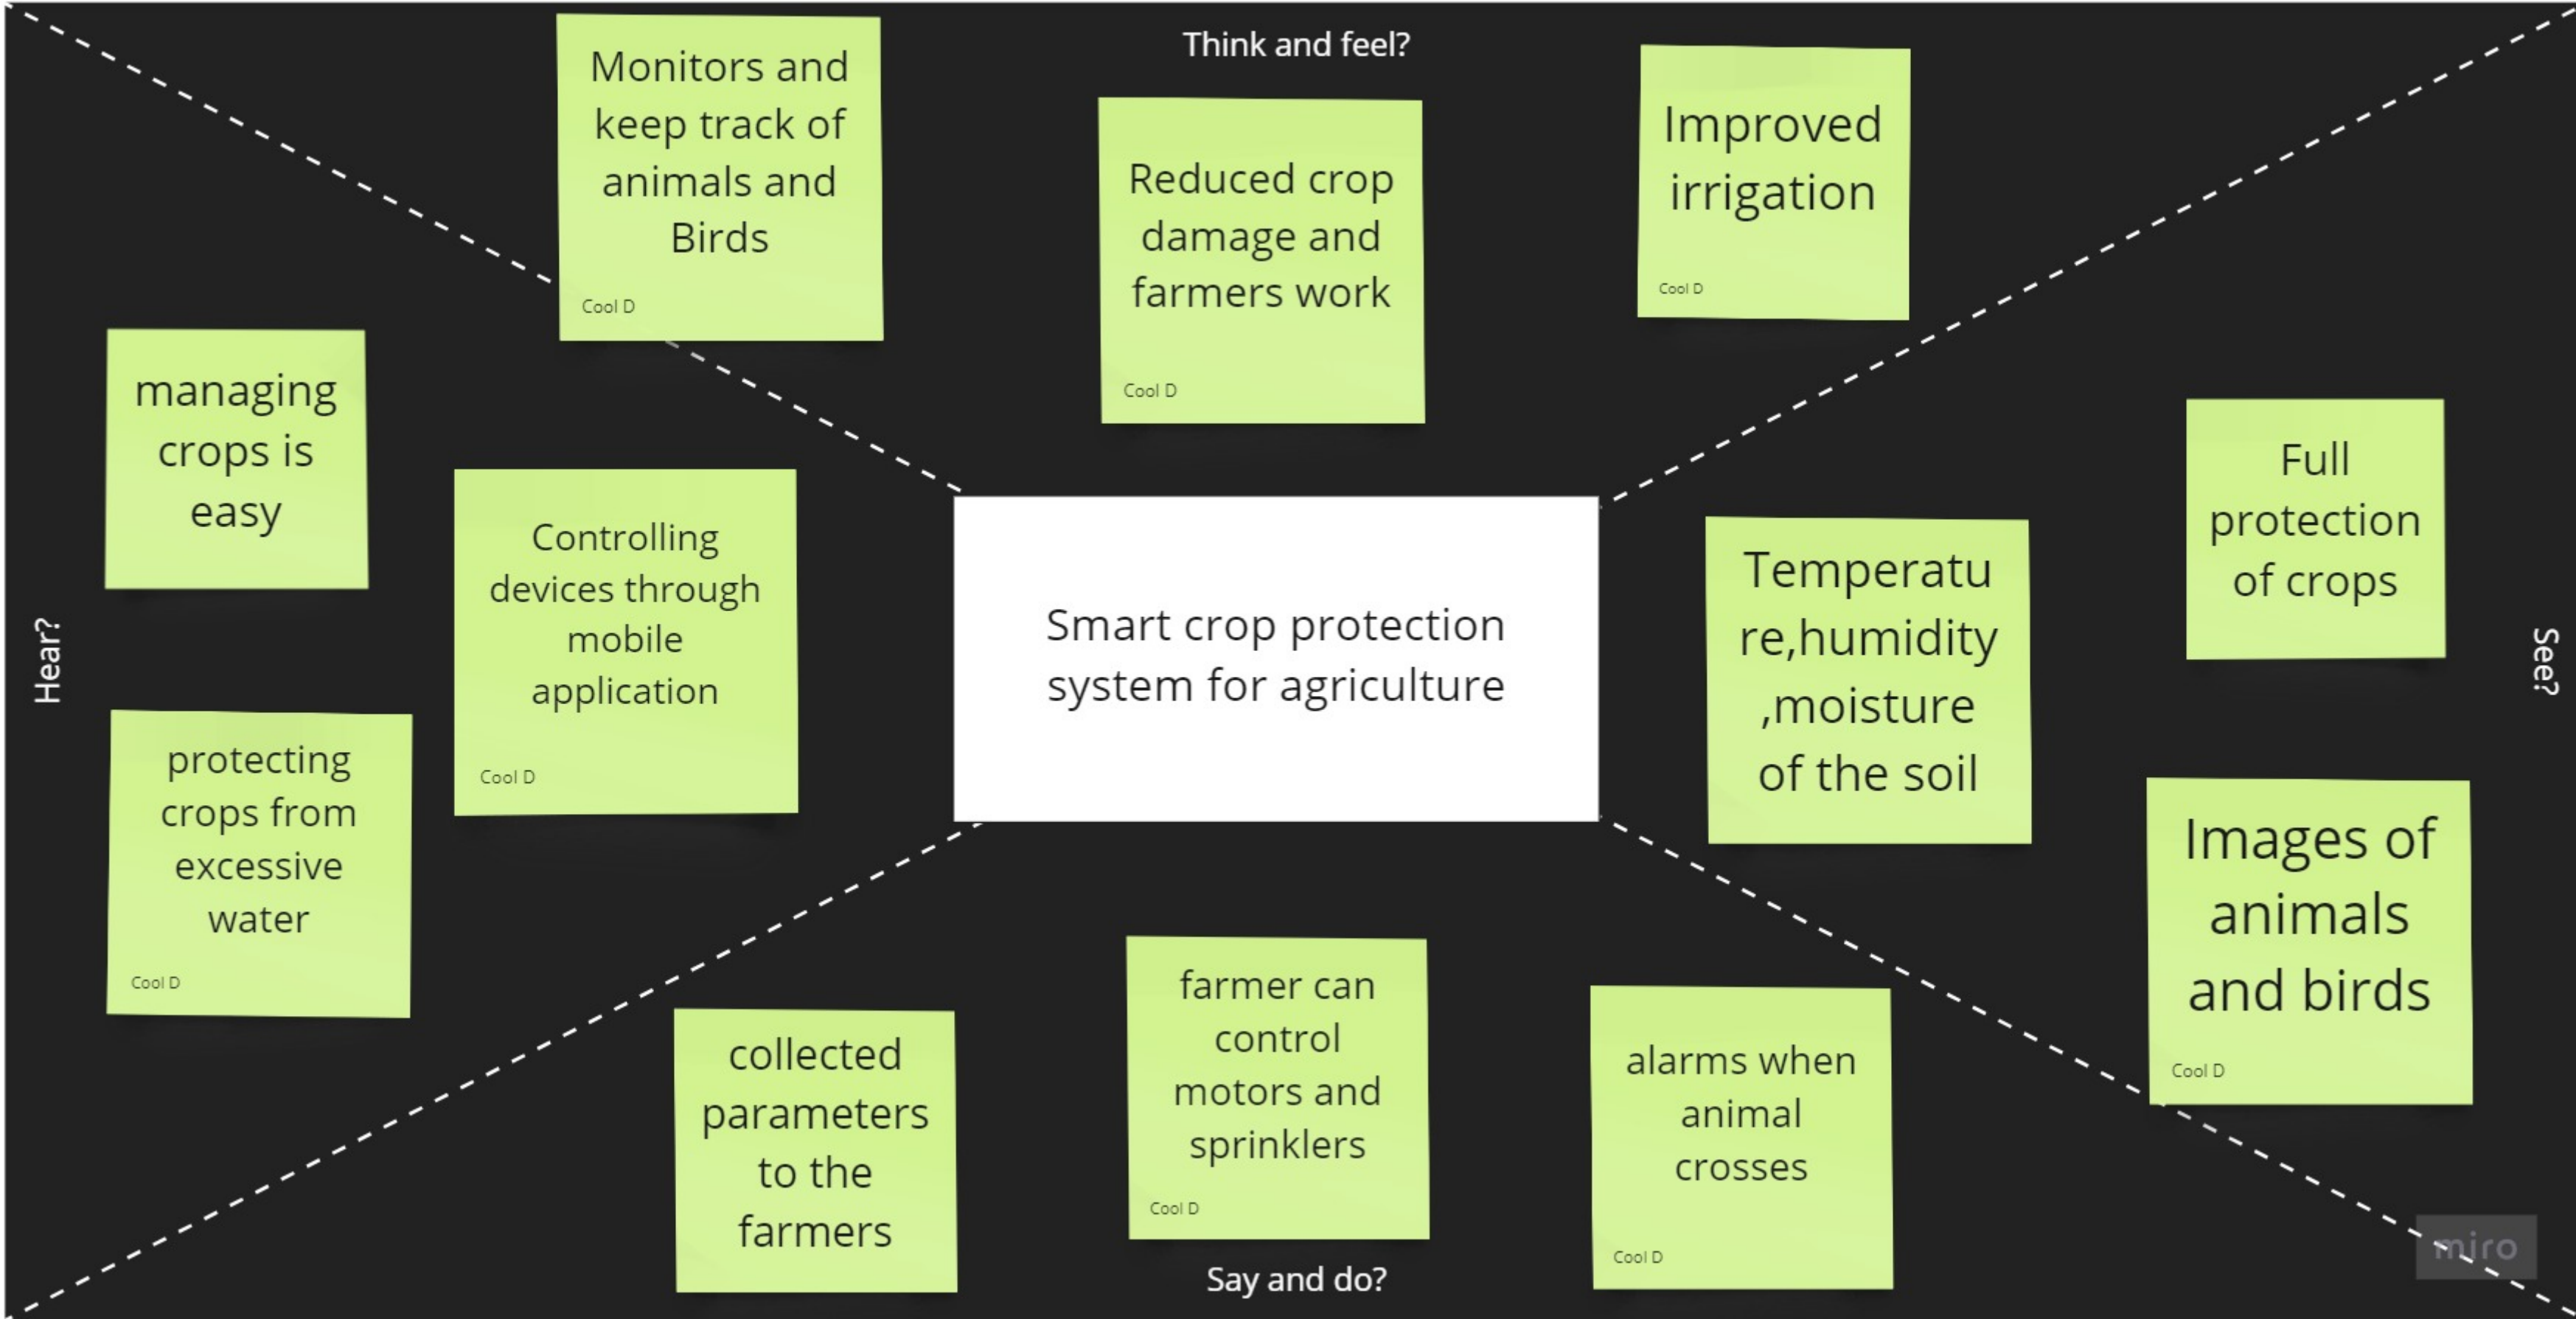 Think and feel?
Monitors and
keep track of
animals and
Birds
Cool D
Reduced crop
damage and
farmers work
Cool D
Improved
irrigation
Cool D
Hear?
managing
crops is
easy
Controlling
devices through
mobile
application
Cool D
protecting
crops from
excessive
water
Cool D
Smart crop protection
system for agriculture
See?
Temperatu
re,humidity
,moisture
of the soil
Full
protection
of crops
Images of
animals
and birds
Cool D
collected
parameters
to the
farmers
farmer can
control
motors and
sprinklers
Cool D
alarms when
animal
crosses
Cool D
Say and do?
miro